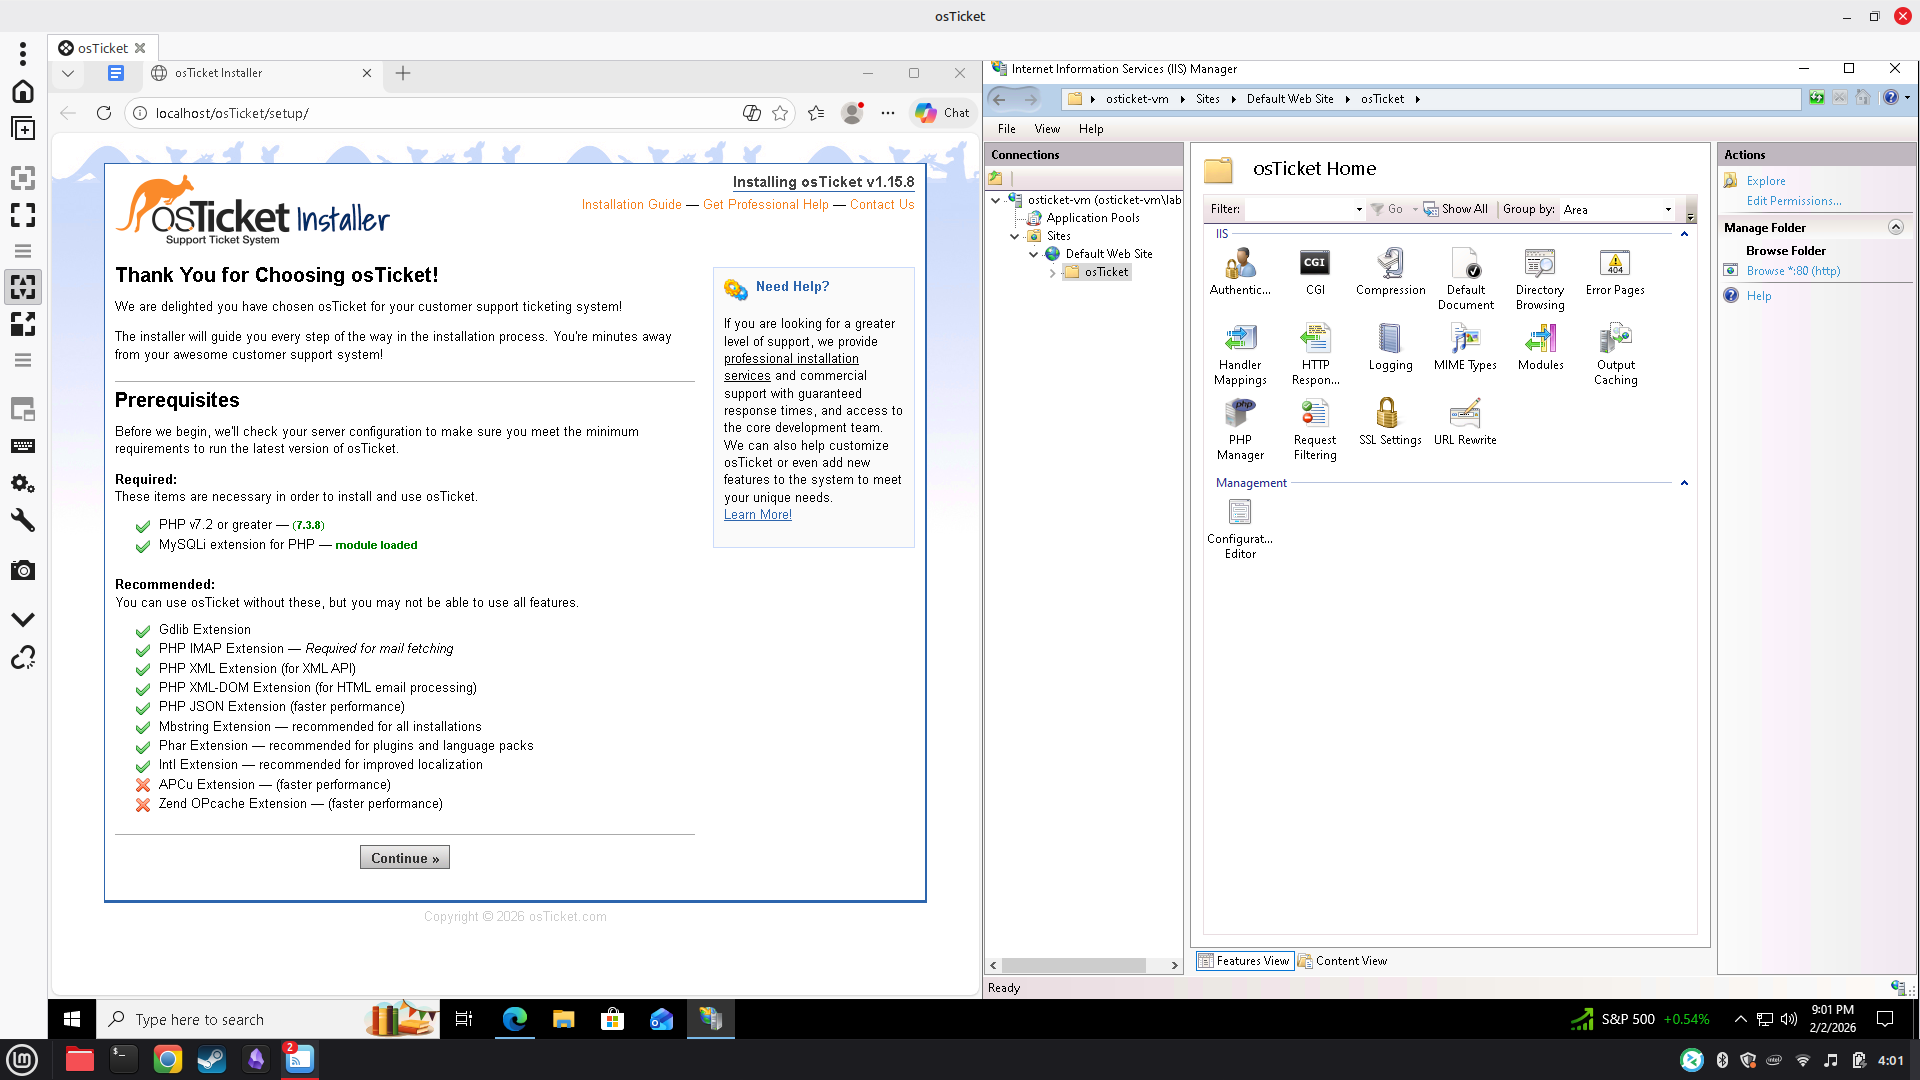 osTicket
osTicket
osTicket Installer
localhost/osTicket/setup/
Chat
Installing osTicket v1.15.8
Installation Guide — Get Professional Help — Contact Us
osTicket Installer
Support Ticket System
Thank You for Choosing osTicket!
We are delighted you have chosen osTicket for your customer support ticketing system!
The installer will guide you every step of the way in the installation process. You're minutes away
from your awesome customer support system!
Prerequisites
Before we begin, we'll check your server configuration to make sure you meet the minimum
requirements to run the latest version of osTicket.
Required:
These items are necessary in order to install and use osTicket.
PHP v7.2 or greater — (7.3.8)
MySQLi extension for PHP — module loaded
Recommended:
You can use osTicket without these, but you may not be able to use all features.
Gdlib Extension
PHP IMAP Extension — Required for mail fetching
PHP XML Extension (for XML API)
PHP XML-DOM Extension (for HTML email processing)
PHP JSON Extension (faster performance)
Mbstring Extension — recommended for all installations
Phar Extension — recommended for plugins and language packs
Intl Extension — recommended for improved localization
APCu Extension — (faster performance)
Zend OPcache Extension — (faster performance)
Continue »
Need Help?
If you are looking for a greater
level of support, we provide
professional installation
services and commercial
support with guaranteed
response times, and access to
the core development team.
We can also help customize
osTicket or even add new
features to the system to meet
your unique needs.
Learn More!
Copyright © 2026 osTicket.com
Internet Information Services (IIS) Manager
osticket-vm Sites Default Web Site osTicket
File View Help
Connections
osticket-vm (osticket-vm\lab
Application Pools
Sites
Default Web Site
osTicket
osTicket Home
Filter: Go Show All Group by: Area
IIS
Authentic... CGI Compression Default Document Directory Browsing Error Pages
Handler Mappings HTTP Respon... Logging MIME Types Modules Output Caching
PHP Manager Request Filtering SSL Settings URL Rewrite
Management
Configurat... Editor
Features View Content View
Actions
Explore
Edit Permissions...
Manage Folder
Browse Folder
Browse *:80 (http)
Help
Ready
Type here to search
S&P 500 +0.54%
9:01 PM
2/2/2026
2
4:01